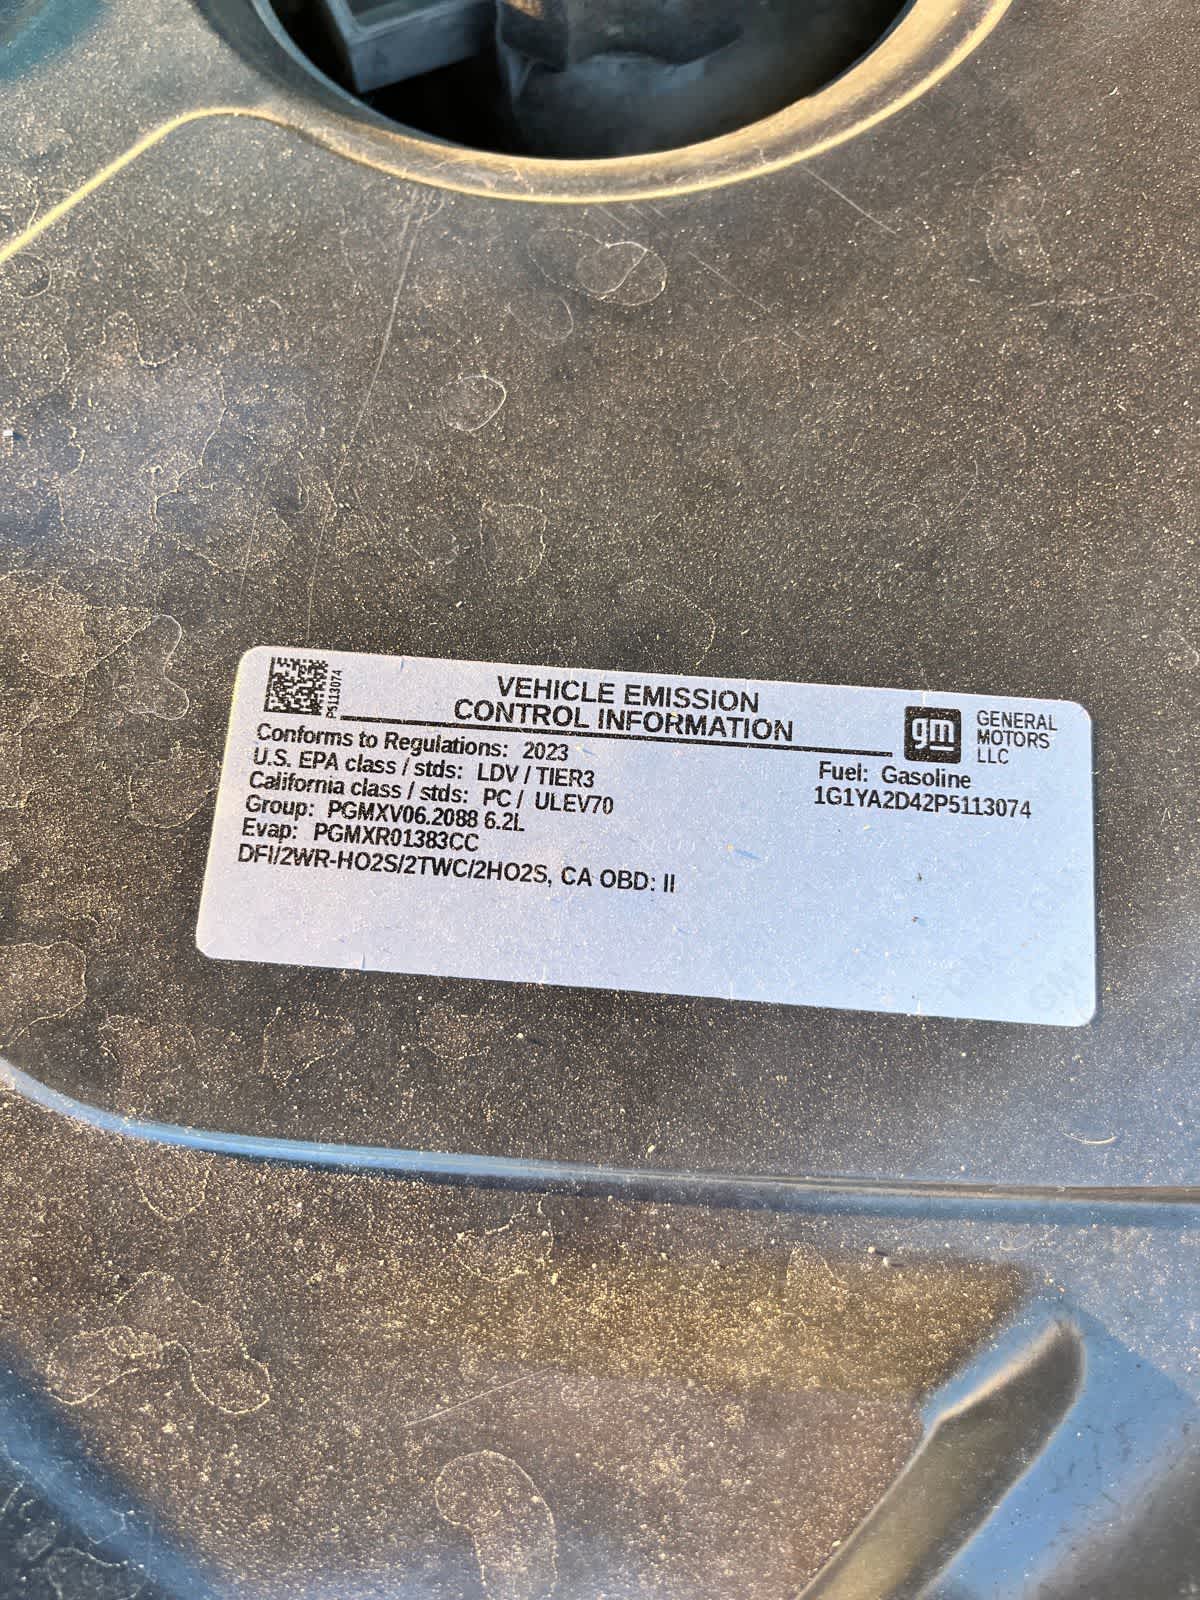 P5113074
VEHICLE EMISSION
CONTROL INFORMATION
gm
GENERAL
MOTORS
LLC
Conforms to Regulations: 2023
U.S. EPA class / stds: LDV / TIER3
California class / stds: PC / ULEV70
Group: PGMXV06.2088 6.2L
Evap: PGMXR01383CC
DFI/2WR-HO2S/2TWC/2HO2S, CA OBD: II
Fuel: Gasoline
1G1YA2D42P5113074
GM